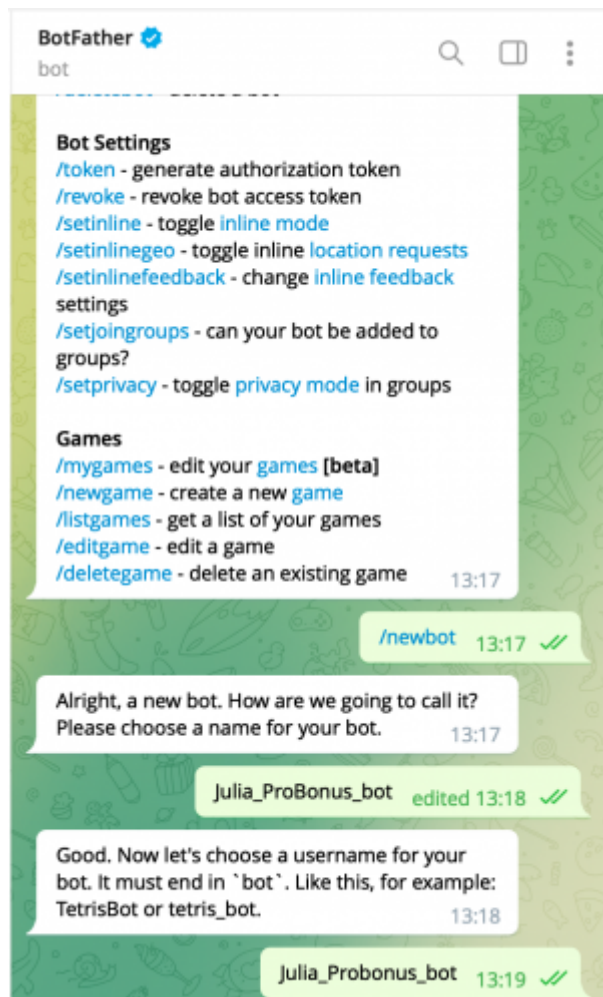 BotFather
bot
Bot Settings
/token - generate authorization token
/revoke - revoke bot access token
/setinline - toggle inline mode
/setinlinegeo - toggle inline location requests
/setinlinefeedback - change inline feedback
settings
/setjoingroups - can your bot be added to
groups?
/setprivacy - toggle privacy mode in groups
Games
/mygames - edit your games [beta]
/newgame - create a new game
/listgames - get a list of your games
/editgame - edit a game
/deletegame - delete an existing game 13:17
/newbot 13:17
Alright, a new bot. How are we going to call it?
Please choose a name for your bot. 13:17
Julia_ProBonus_bot edited 13:18
Good. Now let's choose a username for your
bot. It must end in `bot`. Like this, for example:
TetrisBot or tetris_bot. 13:18
Julia_Probonus_bot 13:19